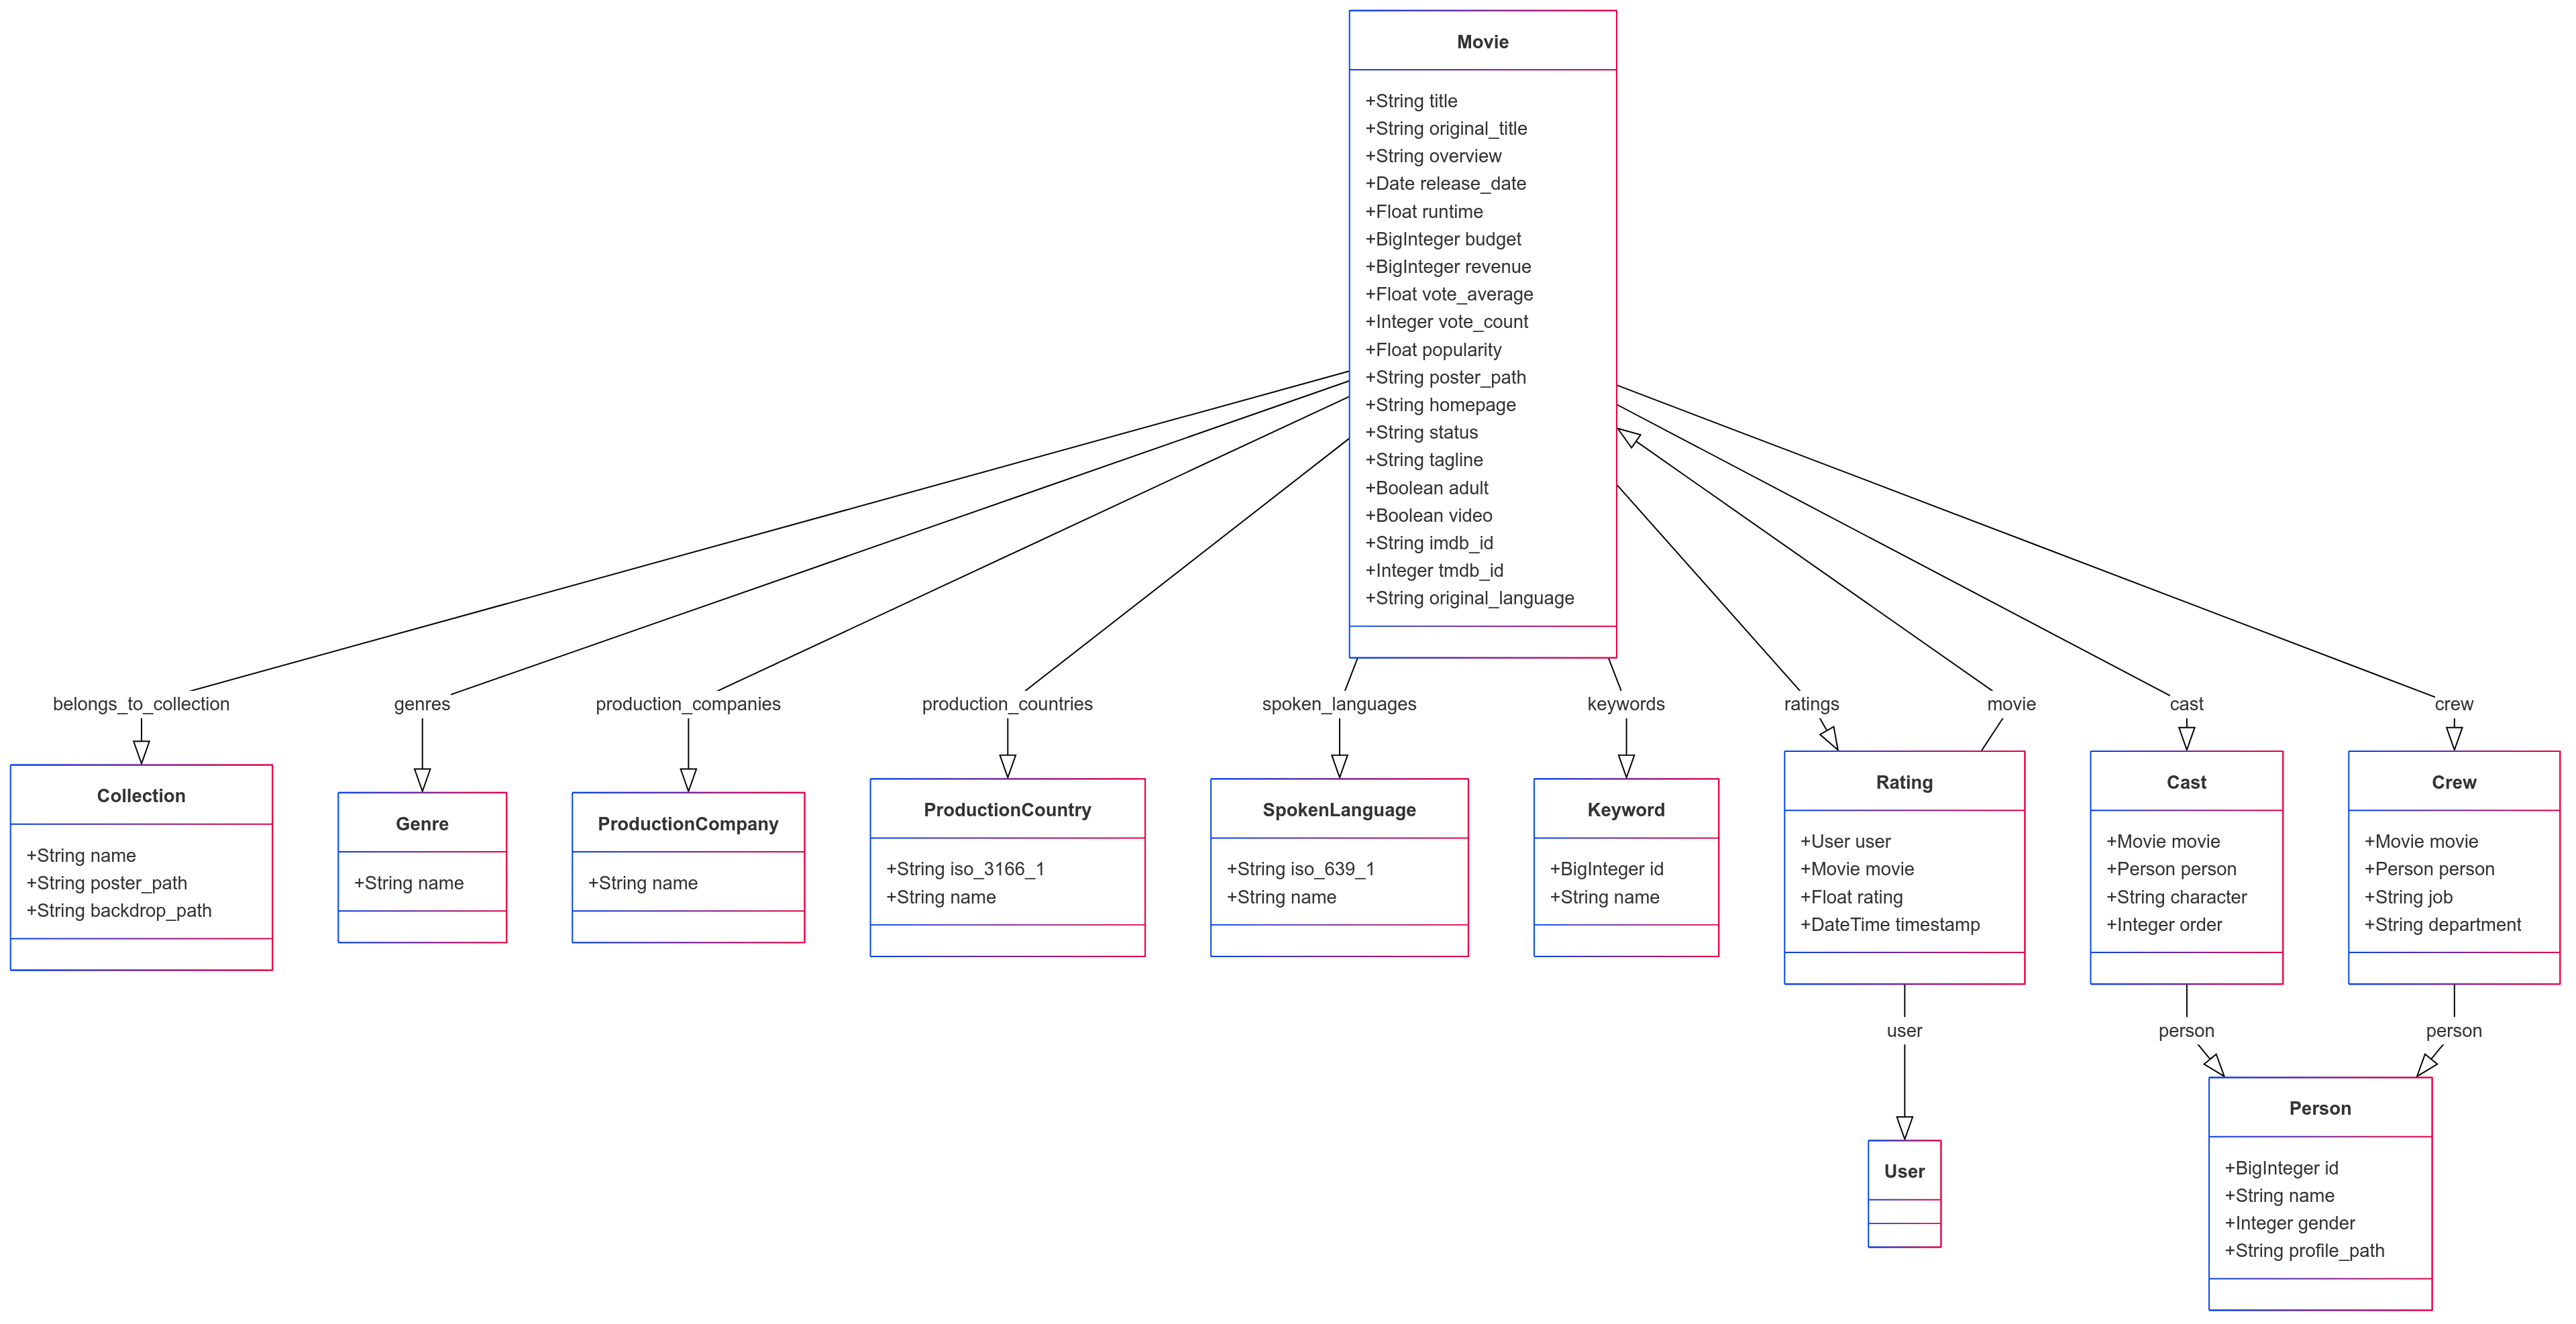 Movie
+String title
+String original_title
+String overview
+Date release_date
+Float runtime
+BigInteger budget
+BigInteger revenue
+Float vote_average
+Integer vote_count
+Float popularity
+String poster_path
+String homepage
+String status
+String tagline
+Boolean adult
+Boolean video
+String imdb_id
+Integer tmdb_id
+String original_language
belongs_to_collection
genres
production_companies
production_countries
spoken_languages
keywords
ratings
movie
cast
crew
Collection
+String name
+String poster_path
+String backdrop_path
Genre
+String name
ProductionCompany
+String name
ProductionCountry
+String iso_3166_1
+String name
SpokenLanguage
+String iso_639_1
+String name
Keyword
+BigInteger id
+String name
Rating
+User user
+Movie movie
+Float rating
+DateTime timestamp
Cast
+Movie movie
+Person person
+String character
+Integer order
Crew
+Movie movie
+Person person
+String job
+String department
user
person
person
User
Person
+BigInteger id
+String name
+Integer gender
+String profile_path